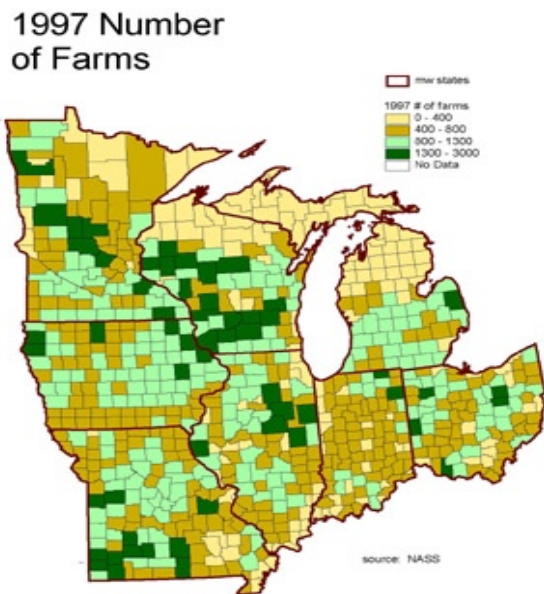 1997 Number
of Farms
mw states
1997 # of farms
0 - 400
400 - 800
800 - 1300
1300 - 3000
No Data
source: NASS